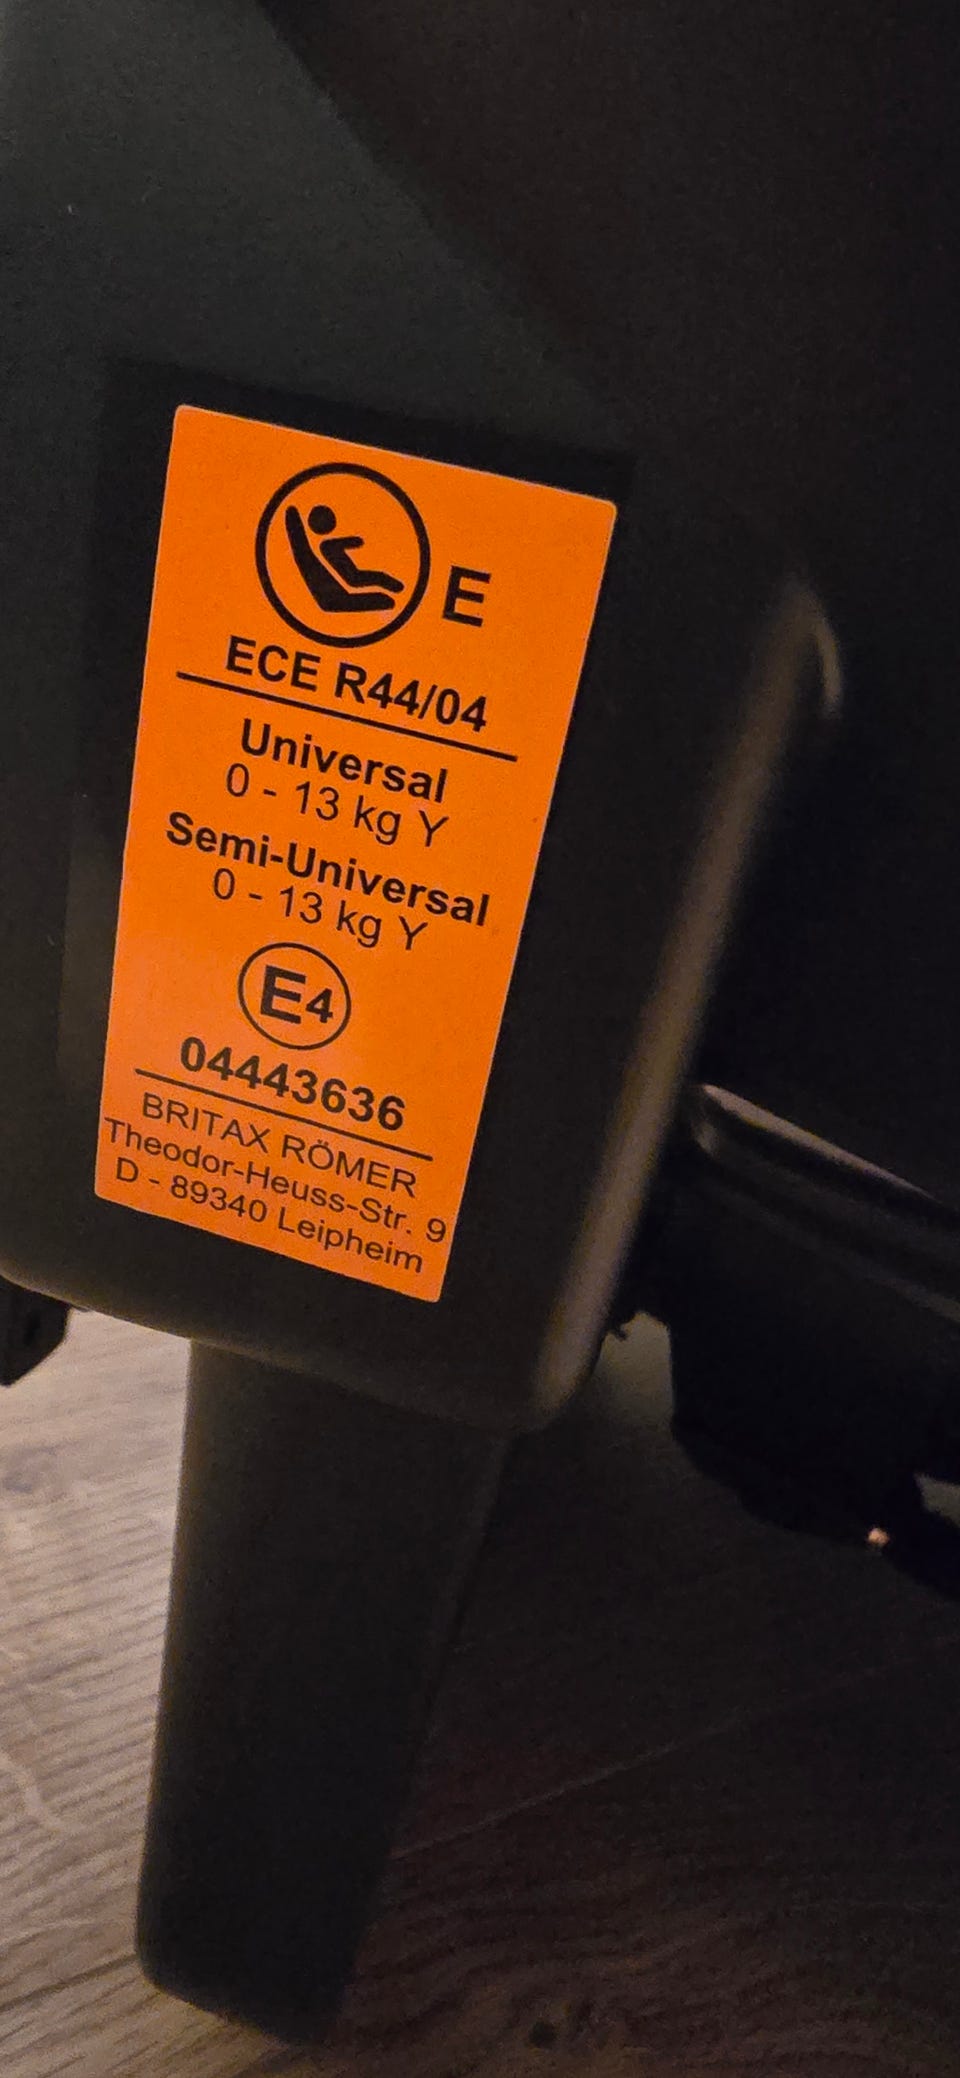 E
ECE R44/04
Universal
0 - 13 kg Y
Semi-Universal
0 - 13 kg Y
E4
04443636
BRITAX RÖMER
Theodor-Heuss-Str. 9
D - 89340 Leipheim